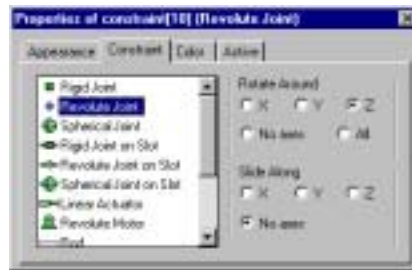 Properties of constraint[10] (Revolute Joint)
Appearance Constraint Color Active
Rigid Joint
Revolute Joint
Spherical Joint
Rigid Joint on Slot
Revolute Joint on Slot
Spherical Joint on Slot
Linear Actuator
Revolute Motor
Rod
Rotate Around
X Y Z
No axes All
Slide Along
X Y Z
No axes